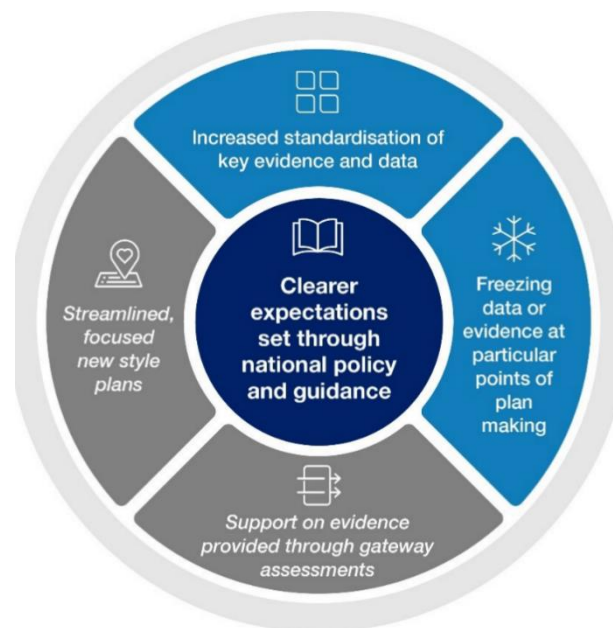 Increased standardisation of
key evidence and data
Clearer
expectations
set through
national policy
and guidance
Freezing
data or
evidence at
particular
points of
plan
making
Support on evidence
provided through gateway
assessments
Streamlined,
focused
new style
plans